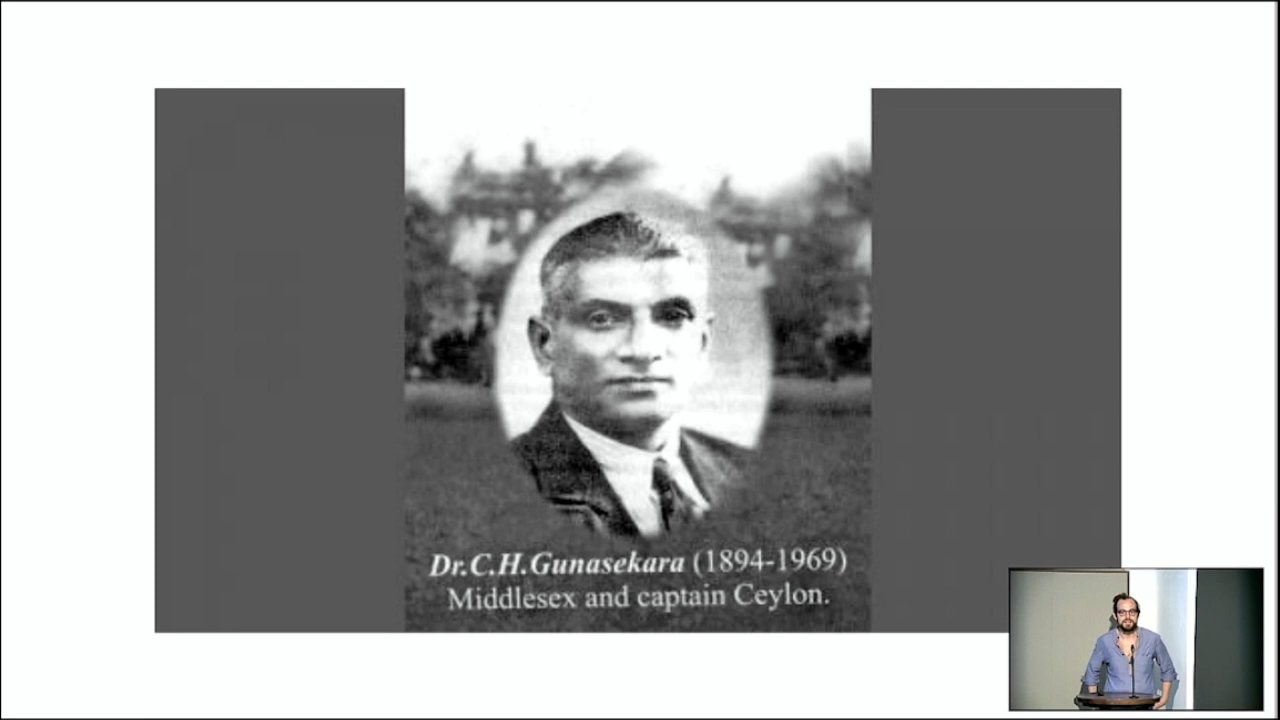 Dr.C.H.Gunasekara (1894-1969)
Middlesex and captain Ceylon.